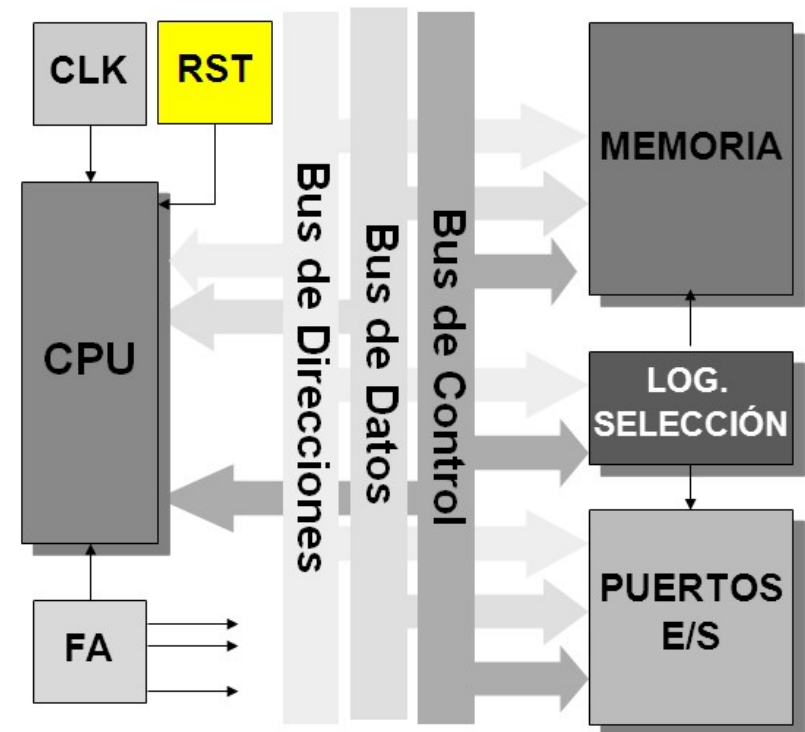 CLK
RST
CPU
FA
Bus de Direcciones
Bus de Datos
Bus de Control
MEMORIA
LOG.
SELECCIÓN
PUERTOS
E/S